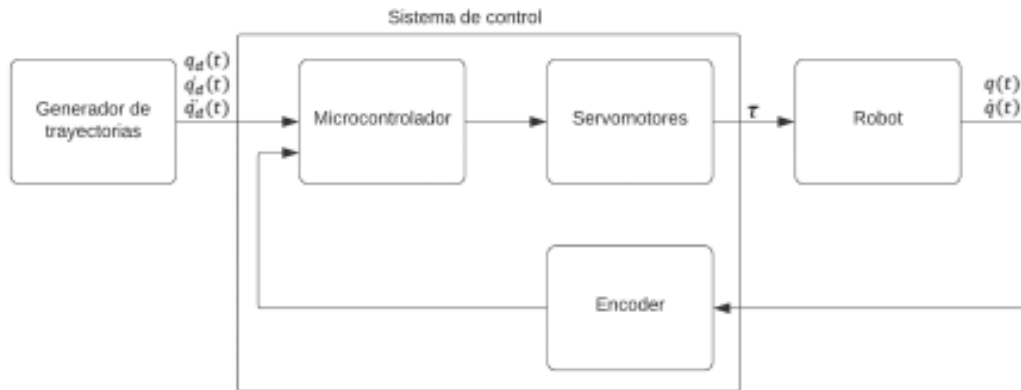 Sistema de control
Generador de
trayectorias
q_d(t)
q̇_d(t)
q̈_d(t)
Microcontrolador
Servomotores
τ
Robot
q(t)
q̇(t)
Encoder